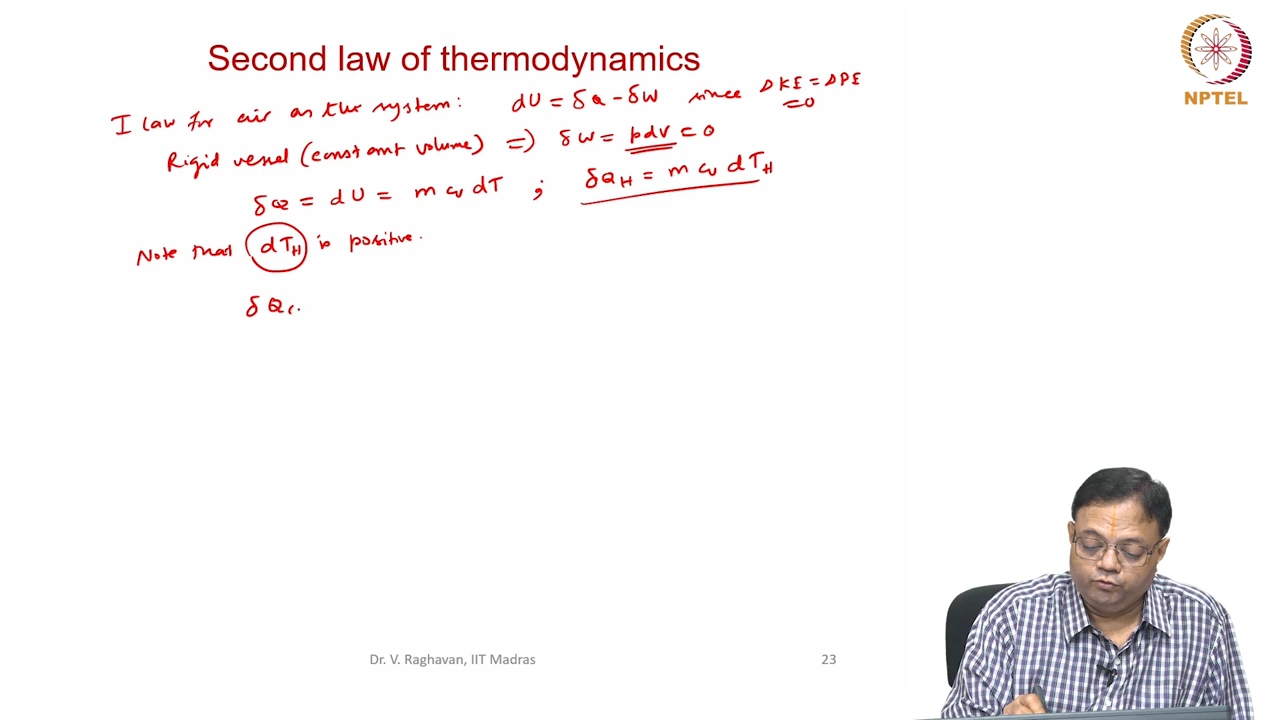 Second law of thermodynamics
NPTEL
I law for air as the system: dU = δQ - δW since ΔKE = ΔPE = 0
Rigid vessel (constant volume) => δW = pdV = 0
δQ = dU = m cv dT ; δQH = m cv dTH
Note that dTH is positive.
δQc
Dr. V. Raghavan, IIT Madras
23